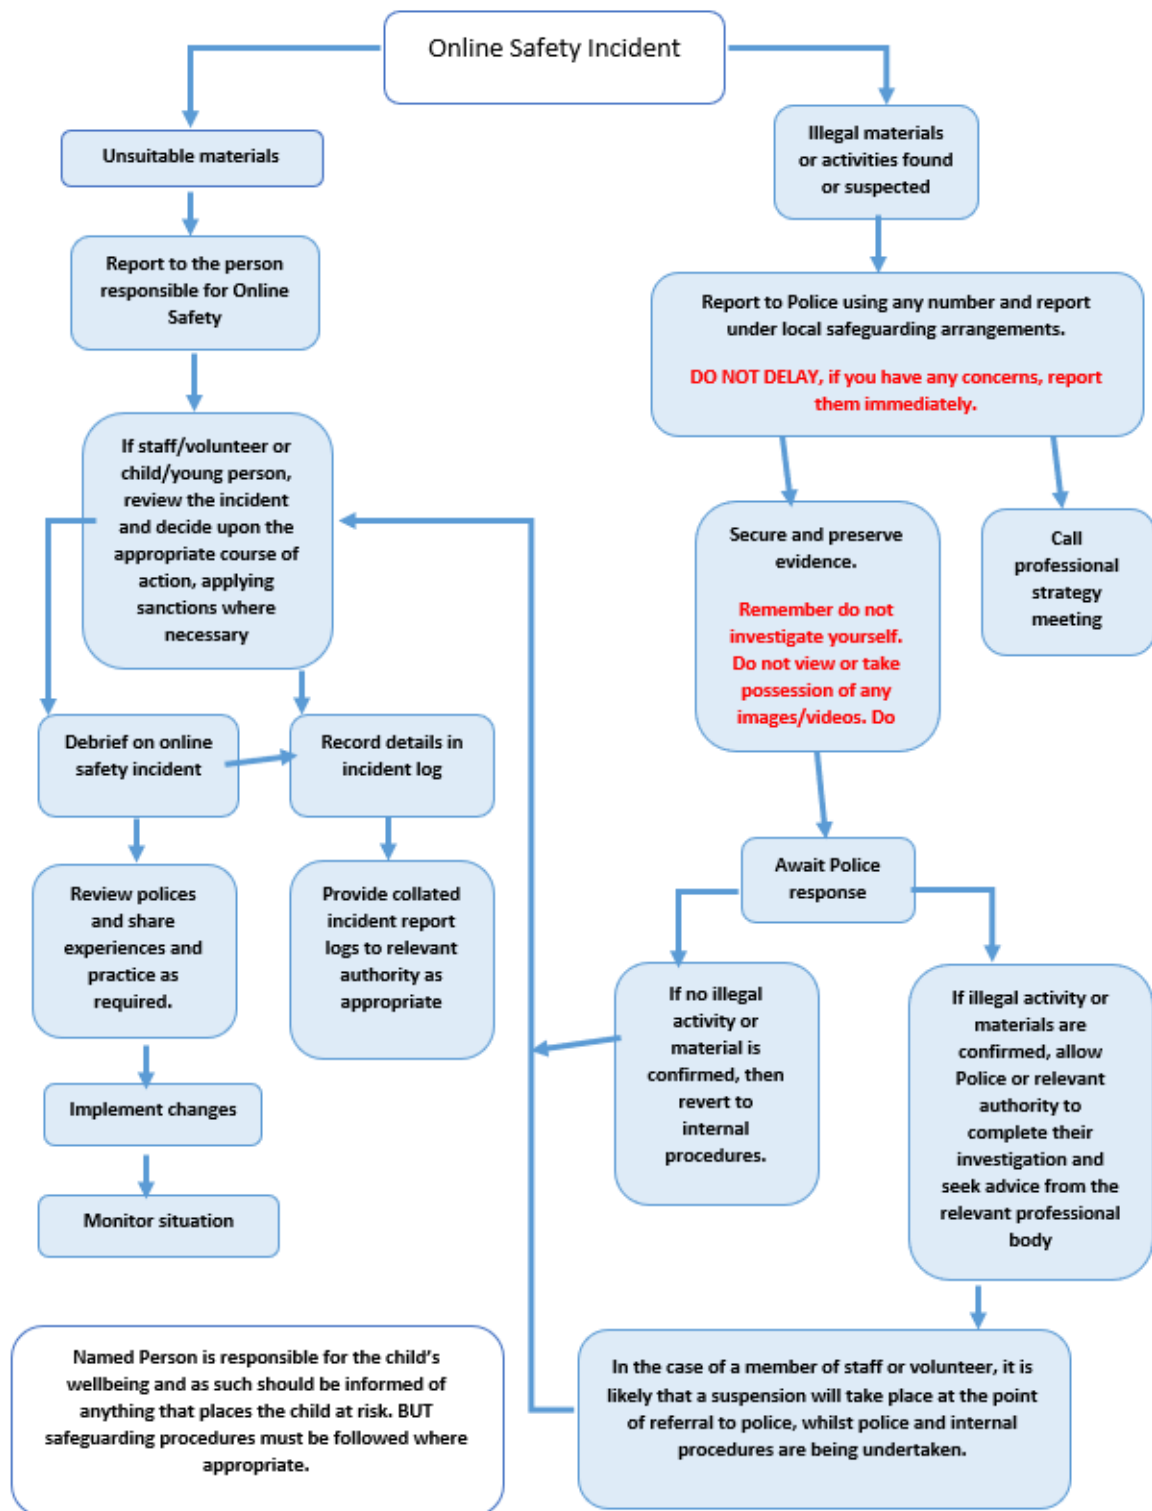 Online Safety Incident
Unsuitable materials
Illegal materials
or activities found
or suspected
Report to the person
responsible for Online
Safety
Report to Police using any number and report
under local safeguarding arrangements.
DO NOT DELAY, if you have any concerns, report
them immediately.
If staff/volunteer or
child/young person,
review the incident
and decide upon the
appropriate course of
action, applying
sanctions where
necessary
Secure and preserve
evidence.
Remember do not
investigate yourself.
Do not view or take
possession of any
images/videos. Do
Call
professional
strategy
meeting
Debrief on online
safety incident
Record details in
incident log
Await Police
response
Review polices
and share
experiences and
practice as
required.
Provide collated
incident report
logs to relevant
authority as
appropriate
If no illegal
activity or
material is
confirmed, then
revert to
internal
procedures.
If illegal activity or
materials are
confirmed, allow
Police or relevant
authority to
complete their
investigation and
seek advice from the
relevant professional
body
Implement changes
Monitor situation
Named Person is responsible for the child’s
wellbeing and as such should be informed of
anything that places the child at risk. BUT
safeguarding procedures must be followed where
appropriate.
In the case of a member of staff or volunteer, it is
likely that a suspension will take place at the point
of referral to police, whilst police and internal
procedures are being undertaken.